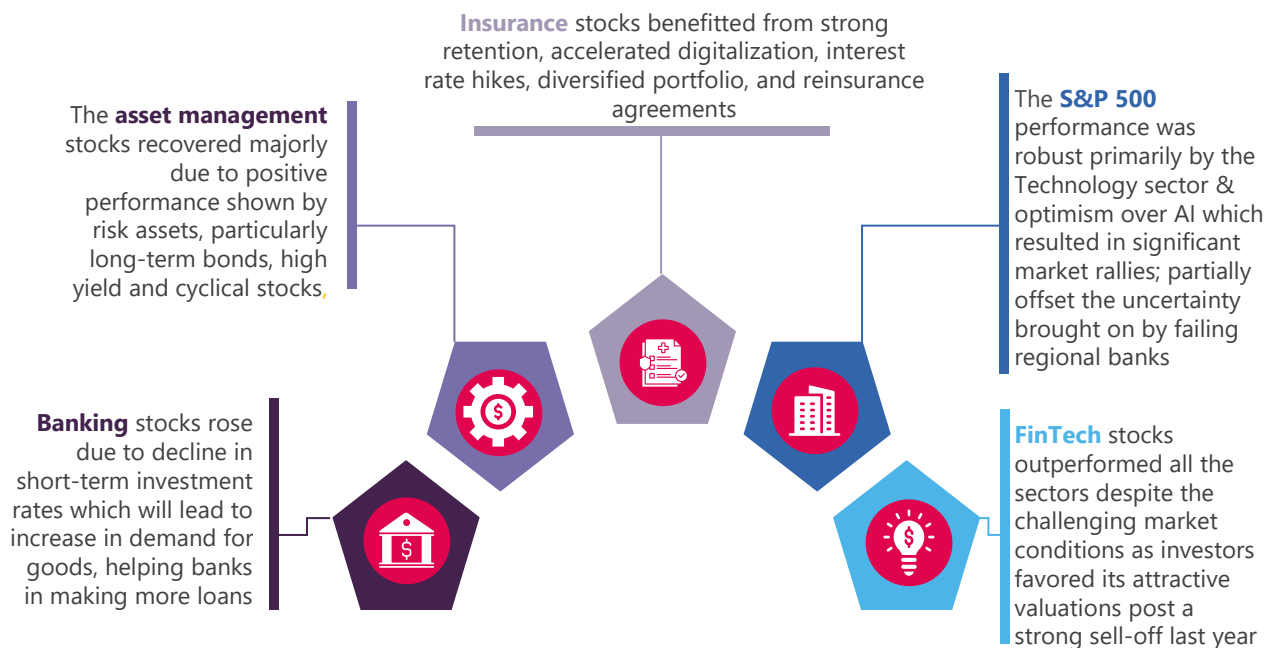 Insurance stocks benefitted from strong
retention, accelerated digitalization, interest
rate hikes, diversified portfolio, and reinsurance
agreements
The asset management
stocks recovered majorly
due to positive
performance shown by
risk assets, particularly
long-term bonds, high
yield and cyclical stocks,
The S&P 500
performance was
robust primarily by the
Technology sector &
optimism over AI which
resulted in significant
market rallies; partially
offset the uncertainty
brought on by failing
regional banks
Banking stocks rose
due to decline in
short-term investment
rates which will lead to
increase in demand for
goods, helping banks
in making more loans
FinTech stocks
outperformed all the
sectors despite the
challenging market
conditions as investors
favored its attractive
valuations post a
strong sell-off last year
$
$
$